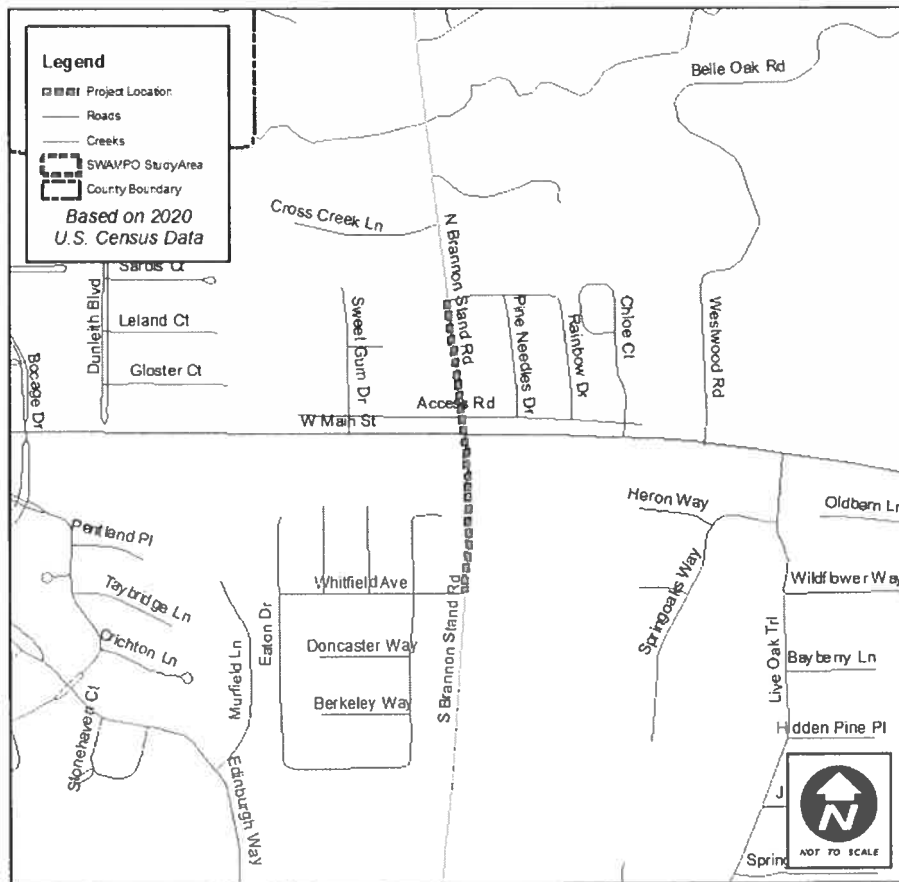 Legend
Project Location
Roads
Creeks
SWAMPO Study Area
County Boundary
Based on 2020
U.S. Census Data
Belle Oak Rd
Cross Creek Ln
N Brannon Stand Rd
Sardis Ct
Dunleith Blvd
Leland Ct
Gloster Ct
Bocage Dr
Sweet Gum Dr
Pine Needles Dr
Rainbow Dr
Chloe Ct
Westwood Rd
Access Rd
W Main St
Heron Way
Oldbarn Ln
Pentland Pl
Taybridge Ln
Crichton Ln
Stonehaven Ct
Muirfield Ln
Edinburgh Way
Eaton Dr
Whitfield Ave
Doncaster Way
Berkeley Way
S Brannon Stand Rd
Springoaks Way
Live Oak Trl
Wildflower Way
Bayberry Ln
Hidden Pine Pl
J
Spring
N
NOT TO SCALE